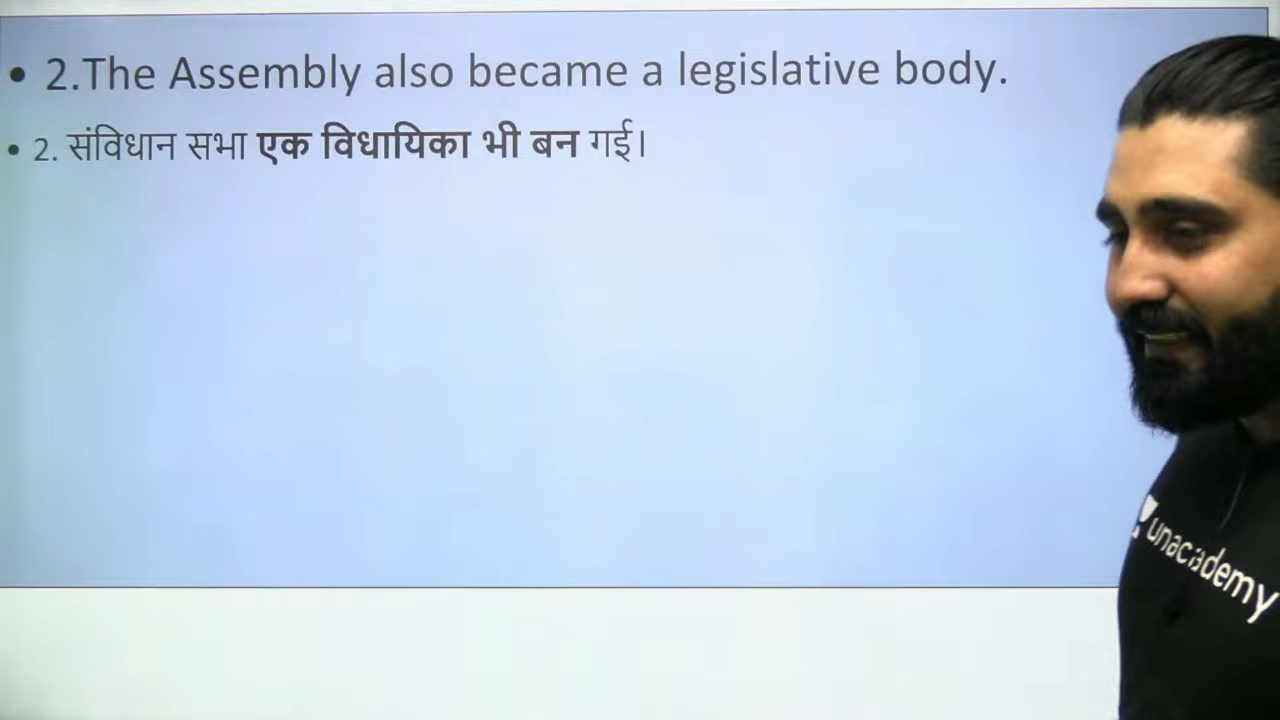 • 2.The Assembly also became a legislative body.
• 2. संविधान सभा एक विधायिका भी बन गई।
unacademy